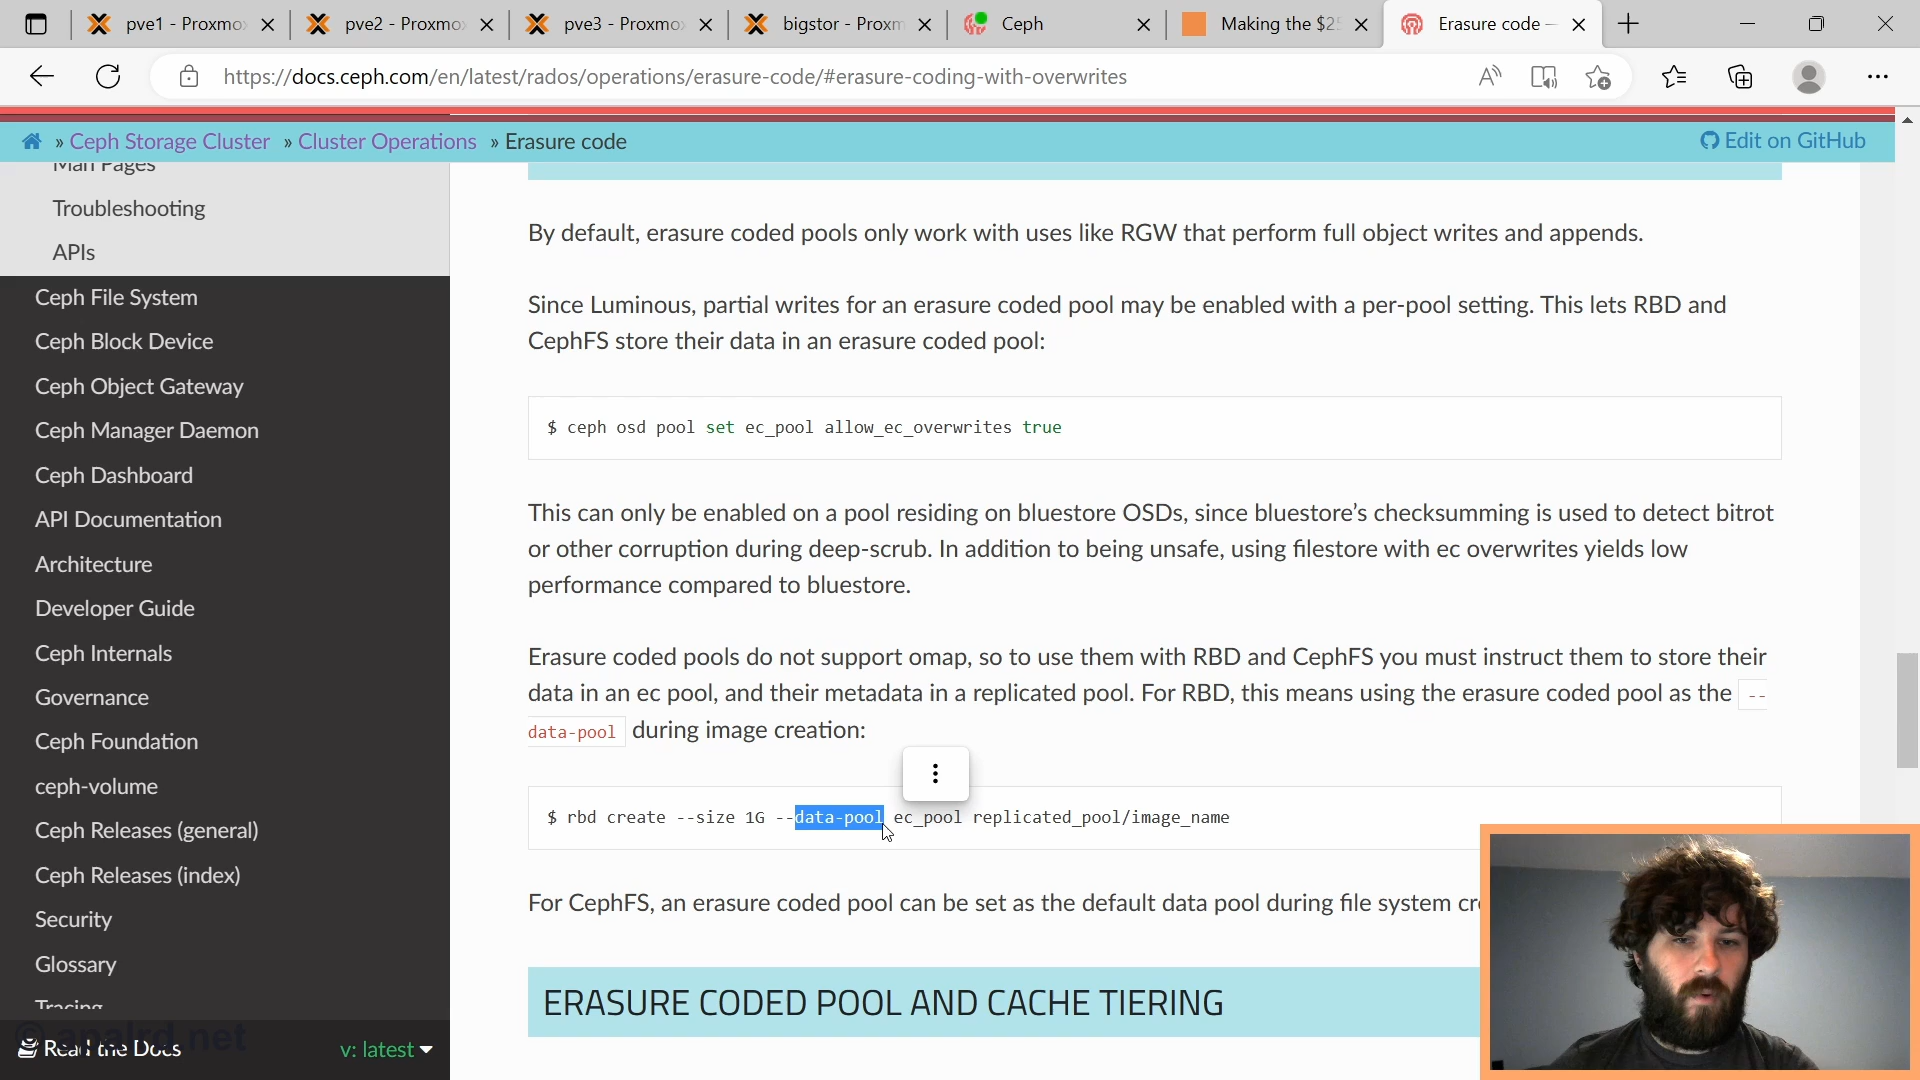 pve1 - Proxmo
pve2 - Proxmo
pve3 - Proxmo
bigstor - Proxm
Ceph
Making the $2
Erasure code —
https://docs.ceph.com/en/latest/rados/operations/erasure-code/#erasure-coding-with-overwrites
» Ceph Storage Cluster » Cluster Operations » Erasure code
Edit on GitHub
Man Pages
Troubleshooting
APIs
Ceph File System
Ceph Block Device
Ceph Object Gateway
Ceph Manager Daemon
Ceph Dashboard
API Documentation
Architecture
Developer Guide
Ceph Internals
Governance
Ceph Foundation
ceph-volume
Ceph Releases (general)
Ceph Releases (index)
Security
Glossary
Tracing
Read the Docs
v: latest
By default, erasure coded pools only work with uses like RGW that perform full object writes and appends.
Since Luminous, partial writes for an erasure coded pool may be enabled with a per-pool setting. This lets RBD and
CephFS store their data in an erasure coded pool:
$ ceph osd pool set ec_pool allow_ec_overwrites true
This can only be enabled on a pool residing on bluestore OSDs, since bluestore’s checksumming is used to detect bitrot
or other corruption during deep-scrub. In addition to being unsafe, using filestore with ec overwrites yields low
performance compared to bluestore.
Erasure coded pools do not support omap, so to use them with RBD and CephFS you must instruct them to store their
data in an ec pool, and their metadata in a replicated pool. For RBD, this means using the erasure coded pool as the --
data-pool during image creation:
$ rbd create --size 1G --data-pool ec_pool replicated_pool/image_name
For CephFS, an erasure coded pool can be set as the default data pool during file system cr
ERASURE CODED POOL AND CACHE TIERING